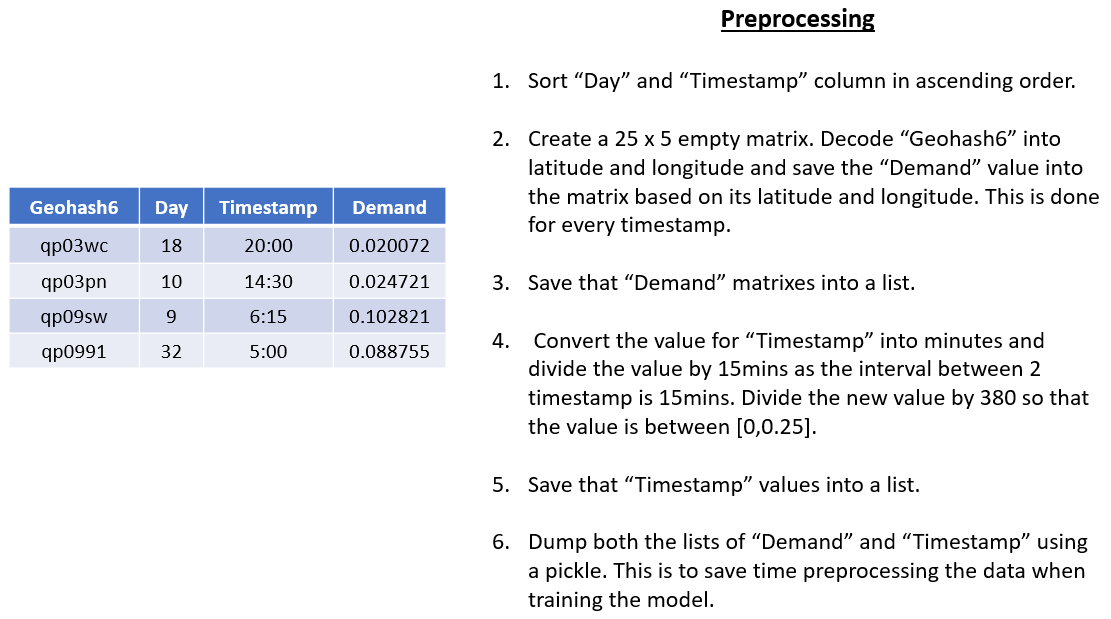 Preprocessing
Geohash6 Day Timestamp Demand
qp03wc 18 20:00 0.020072
qp03pn 10 14:30 0.024721
qp09sw 9 6:15 0.102821
qp0991 32 5:00 0.088755
1. Sort “Day” and “Timestamp” column in ascending order.
2. Create a 25 x 5 empty matrix. Decode “Geohash6” into
latitude and longitude and save the “Demand” value into
the matrix based on its latitude and longitude. This is done
for every timestamp.
3. Save that “Demand” matrixes into a list.
4. Convert the value for “Timestamp” into minutes and
divide the value by 15mins as the interval between 2
timestamp is 15mins. Divide the new value by 380 so that
the value is between [0,0.25].
5. Save that “Timestamp” values into a list.
6. Dump both the lists of “Demand” and “Timestamp” using
a pickle. This is to save time preprocessing the data when
training the model.